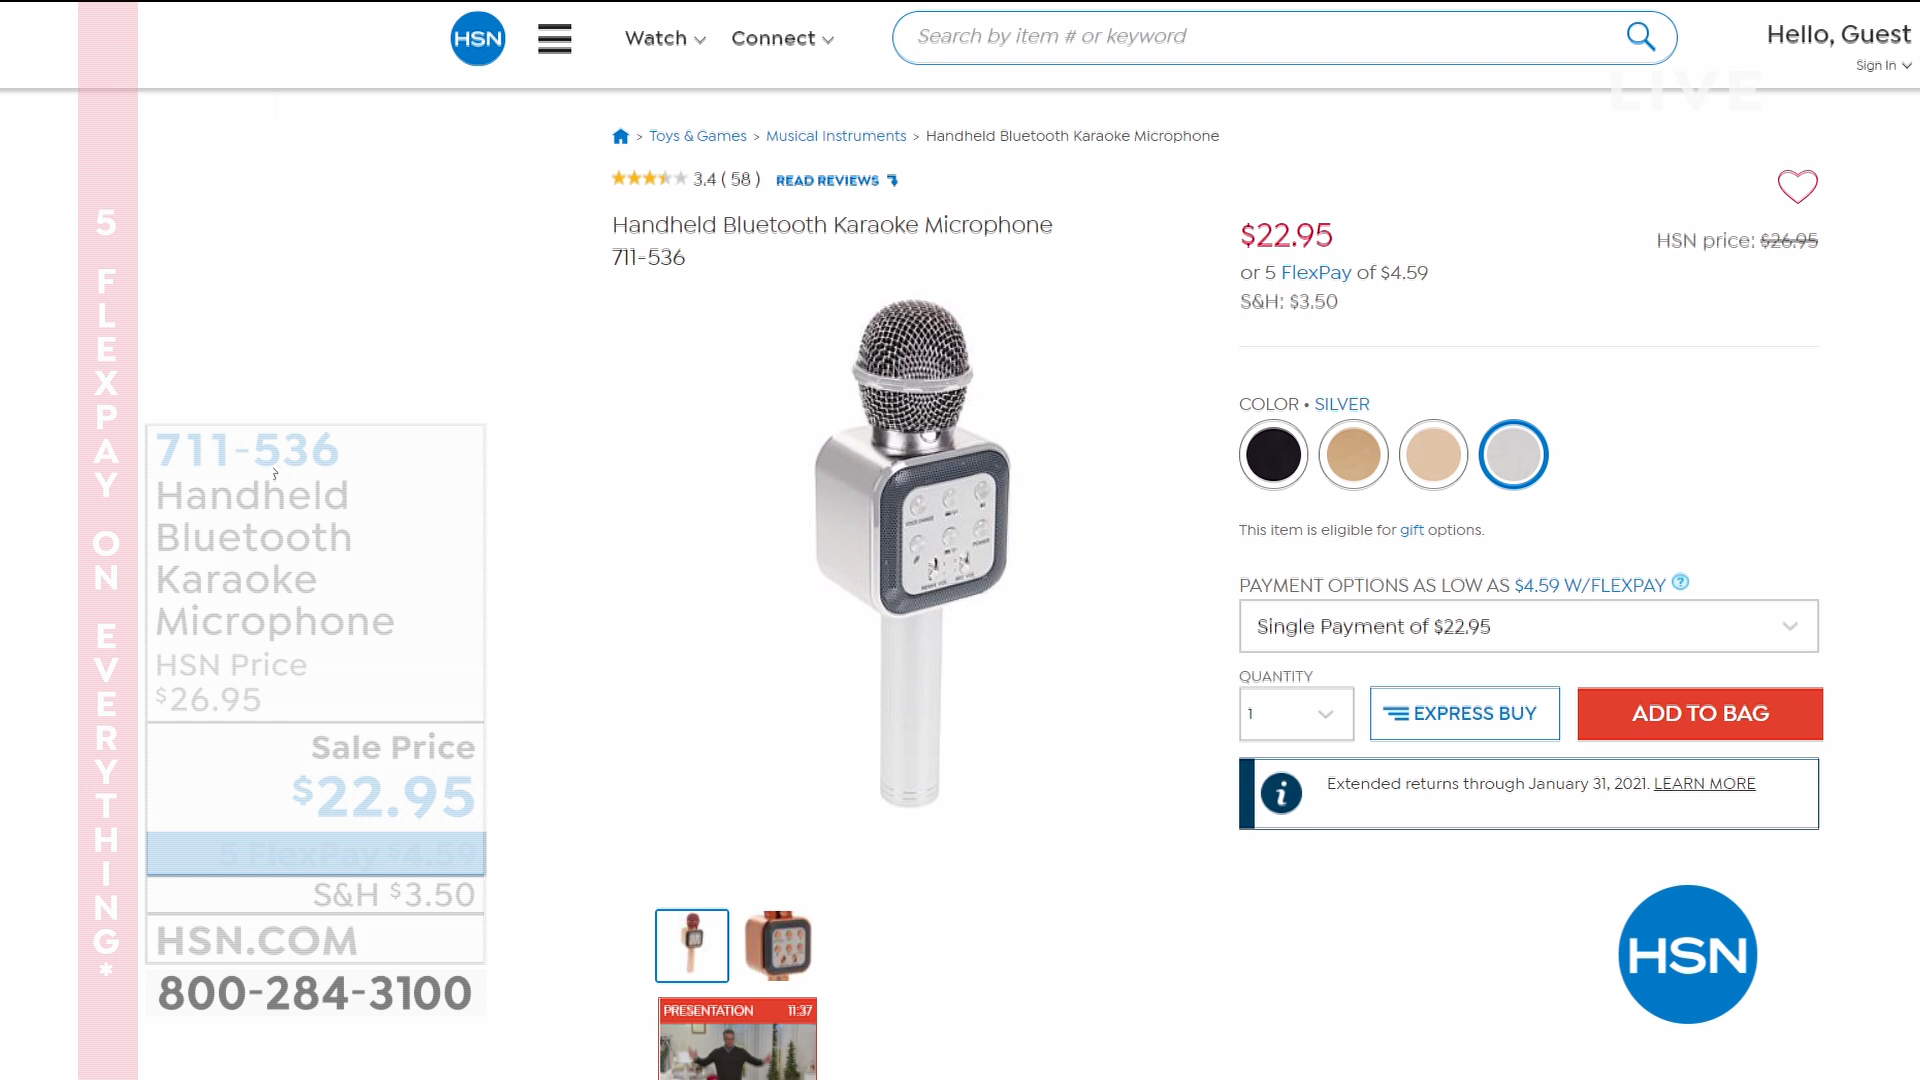 HSN
Watch
Connect
Search by item # or keyword
Hello, Guest
Sign In
LIVE
> Toys & Games > Musical Instruments > Handheld Bluetooth Karaoke Microphone
3.4 ( 58 ) READ REVIEWS
Handheld Bluetooth Karaoke Microphone
711-536
$22.95
HSN price: $26.95
or 5 FlexPay of $4.59
S&H: $3.50
COLOR • SILVER
This item is eligible for gift options.
PAYMENT OPTIONS AS LOW AS $4.59 W/FLEXPAY ?
Single Payment of $22.95
QUANTITY
1
EXPRESS BUY
ADD TO BAG
i Extended returns through January 31, 2021. LEARN MORE
5 FLEXPAY ON EVERYTHING*
711-536
Handheld
Bluetooth
Karaoke
Microphone
HSN Price
$26.95
Sale Price
$22.95
5 FlexPay $4.59
S&H $3.50
HSN.COM
800-284-3100
POWER
PRESENTATION 11:37
HSN